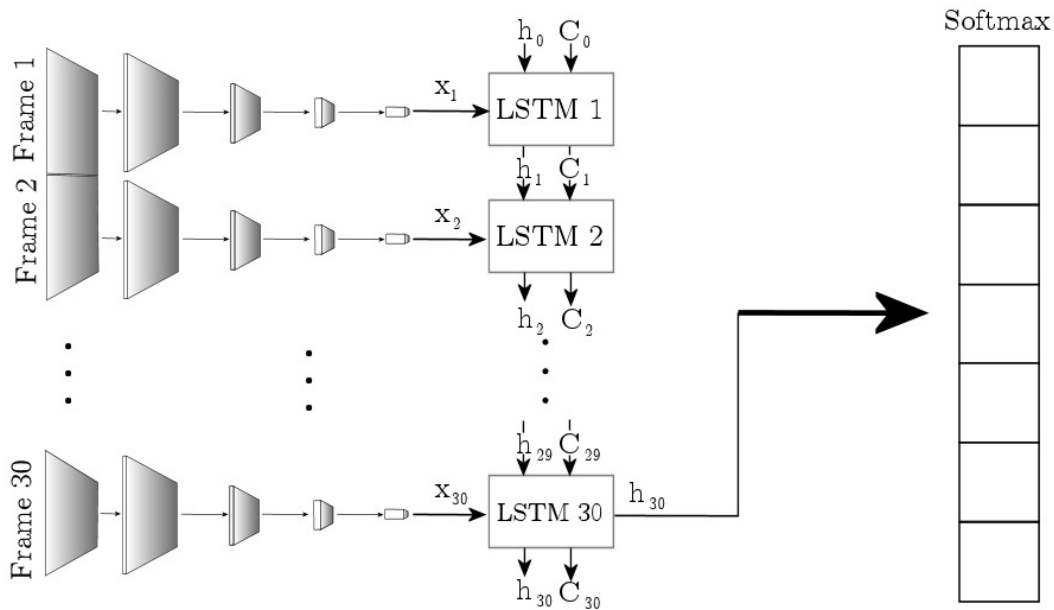 Softmax
h₀ C₀
Frame 1
x₁
LSTM 1
h₁ C₁
Frame 2
x₂
LSTM 2
h₂ C₂
h₂₉ C₂₉
Frame 30
x₃₀
LSTM 30
h₃₀
h₃₀ C₃₀